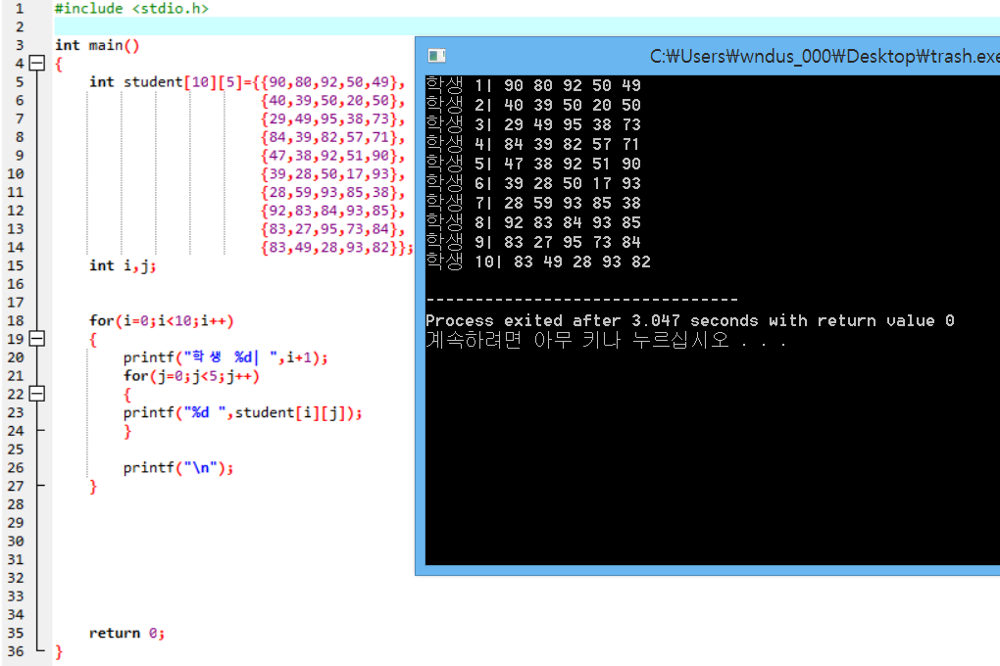 1 #include <stdio.h>
2
3 int main()
4 {
5 int student[10][5]={{90,80,92,50,49},
6 {40,39,50,20,50},
7 {29,49,95,38,73},
8 {84,39,82,57,71},
9 {47,38,92,51,90},
10 {39,28,50,17,93},
11 {28,59,93,85,38},
12 {92,83,84,93,85},
13 {83,27,95,73,84},
14 {83,49,28,93,82}};
15 int i,j;
16
17
18 for(i=0;i<10;i++)
19 {
20 printf("학생 %d| ",i+1);
21 for(j=0;j<5;j++)
22 {
23 printf("%d ",student[i][j]);
24 }
25
26 printf("\n");
27 }
28
29
30
31
32
33
34
35 return 0;
36 }
C:₩Users₩wndus_000₩Desktop₩trash.exe
학생 1| 90 80 92 50 49
학생 2| 40 39 50 20 50
학생 3| 29 49 95 38 73
학생 4| 84 39 82 57 71
학생 5| 47 38 92 51 90
학생 6| 39 28 50 17 93
학생 7| 28 59 93 85 38
학생 8| 92 83 84 93 85
학생 9| 83 27 95 73 84
학생 10| 83 49 28 93 82
--------------------------------
Process exited after 3.047 seconds with return value 0
계속하려면 아무 키나 누르십시오 . . .